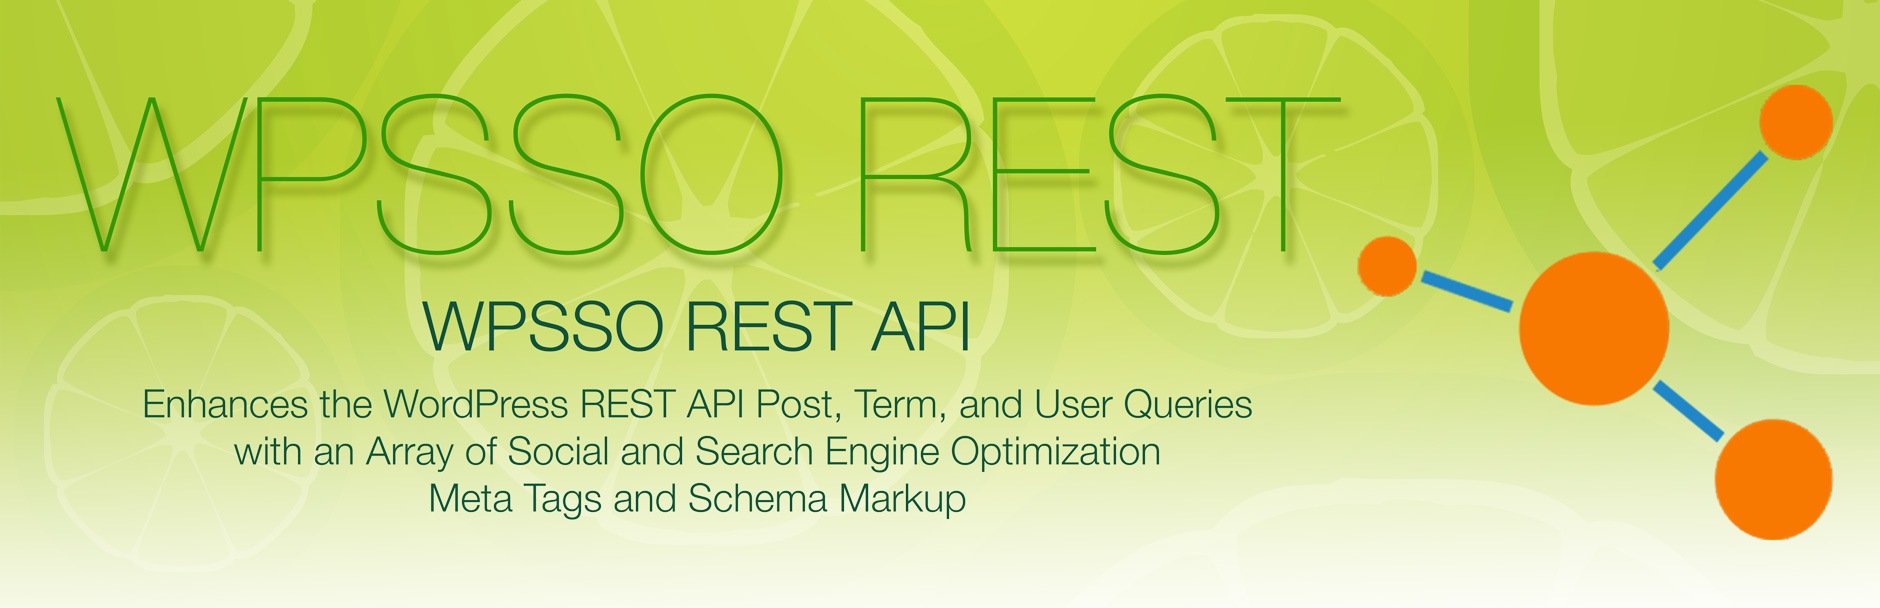 WPSSO REST
WPSSO REST API
Enhances the WordPress REST API Post, Term, and User Queries
with an Array of Social and Search Engine Optimization
Meta Tags and Schema Markup